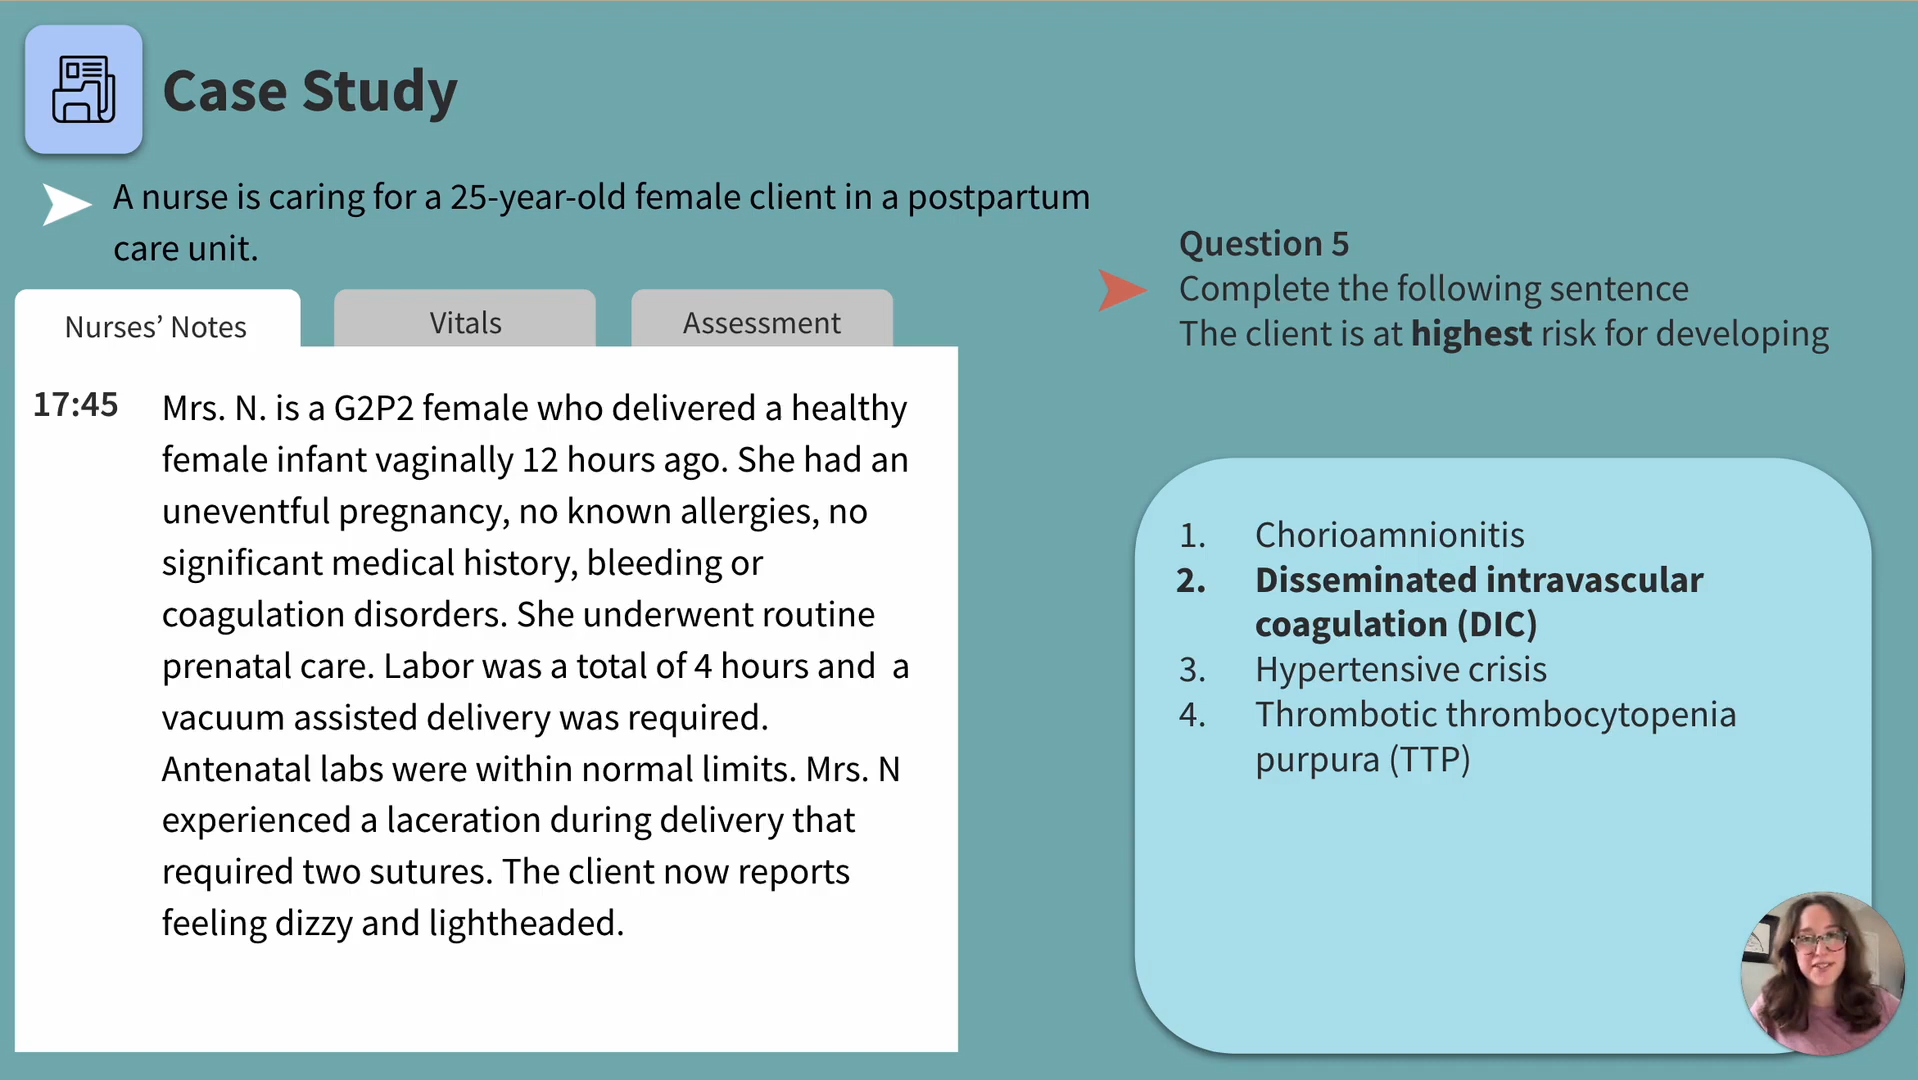 Case Study
A nurse is caring for a 25-year-old female client in a postpartum
care unit.
Nurses’ Notes
Vitals
Assessment
17:45
Mrs. N. is a G2P2 female who delivered a healthy
female infant vaginally 12 hours ago. She had an
uneventful pregnancy, no known allergies, no
significant medical history, bleeding or
coagulation disorders. She underwent routine
prenatal care. Labor was a total of 4 hours and  a
vacuum assisted delivery was required.
Antenatal labs were within normal limits. Mrs. N
experienced a laceration during delivery that
required two sutures. The client now reports
feeling dizzy and lightheaded.
Question 5
Complete the following sentence
The client is at highest risk for developing
1. Chorioamnionitis
2. Disseminated intravascular
coagulation (DIC)
3. Hypertensive crisis
4. Thrombotic thrombocytopenia
purpura (TTP)